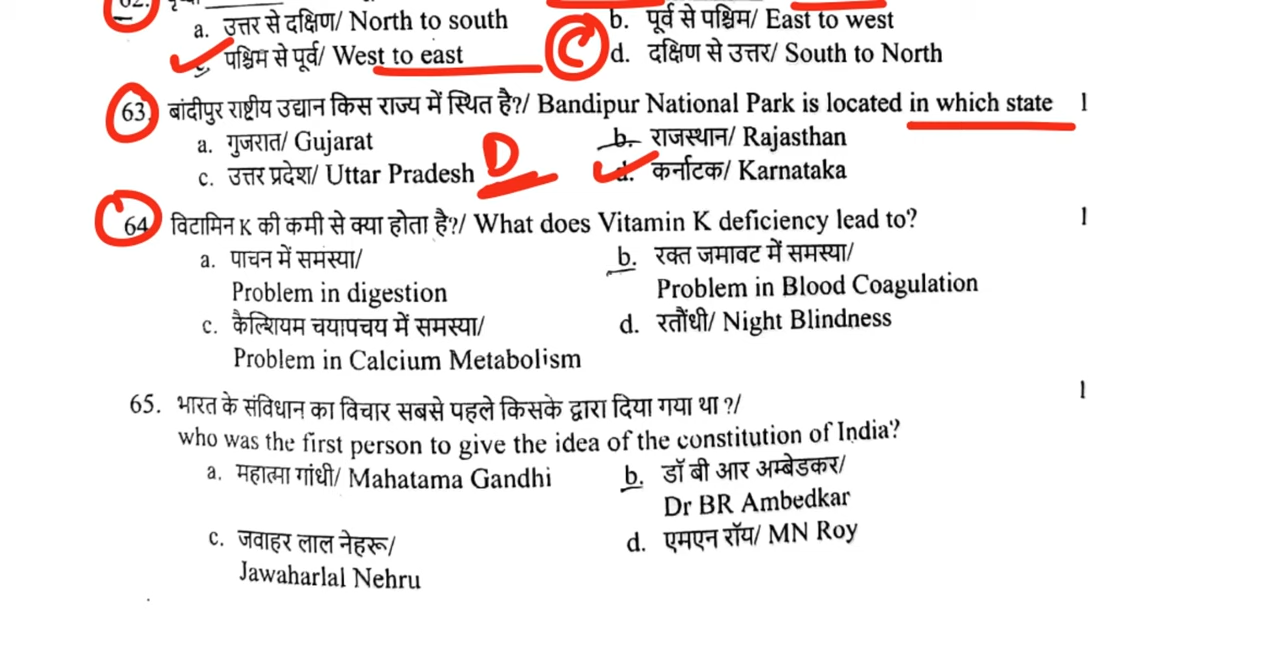 62.
a. उत्तर से दक्षिण/ North to south b. पूर्व से पश्चिम/ East to west
पश्चिम से पूर्व/ West to east C d. दक्षिण से उत्तर/ South to North
63. बांदीपुर राष्ट्रीय उद्यान किस राज्य में स्थित है?/ Bandipur National Park is located in which state 1
a. गुजरात/ Gujarat b. राजस्थान/ Rajasthan
c. उत्तर प्रदेश/ Uttar Pradesh D d. कर्नाटक/ Karnataka
64 विटामिन K की कमी से क्या होता है?/ What does Vitamin K deficiency lead to? 1
a. पाचन में समस्या/ b. रक्त जमावट में समस्या/
Problem in digestion Problem in Blood Coagulation
c. कैल्शियम चयापचय में समस्या/ d. रतौंधी/ Night Blindness
Problem in Calcium Metabolism
65. भारत के संविधान का विचार सबसे पहले किसके द्वारा दिया गया था ?/ 1
who was the first person to give the idea of the constitution of India?
a. महात्मा गांधी/ Mahatama Gandhi b. डॉ बी आर अम्बेडकर/
Dr BR Ambedkar
c. जवाहर लाल नेहरू/ d. एमएन रॉय/ MN Roy
Jawaharlal Nehru